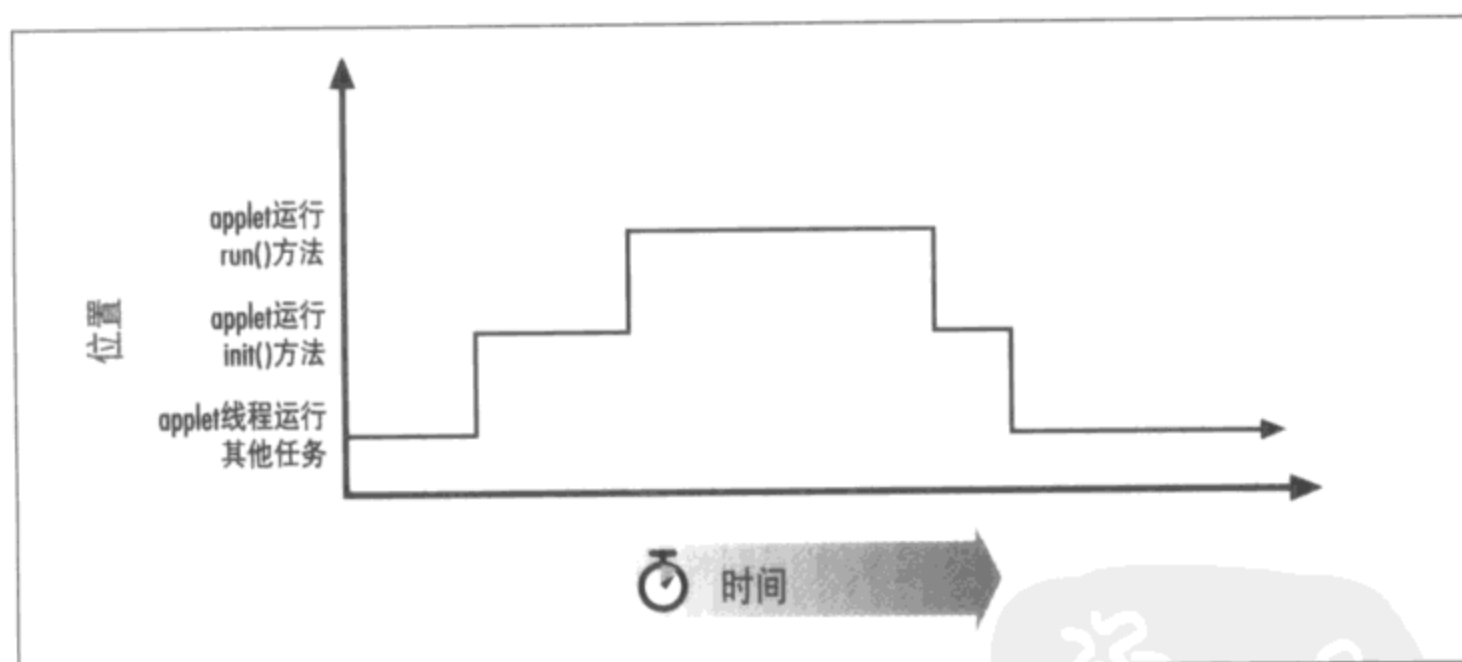 applet运行
run()方法
位置
applet运行
init()方法
applet线程运行
其他任务
时间